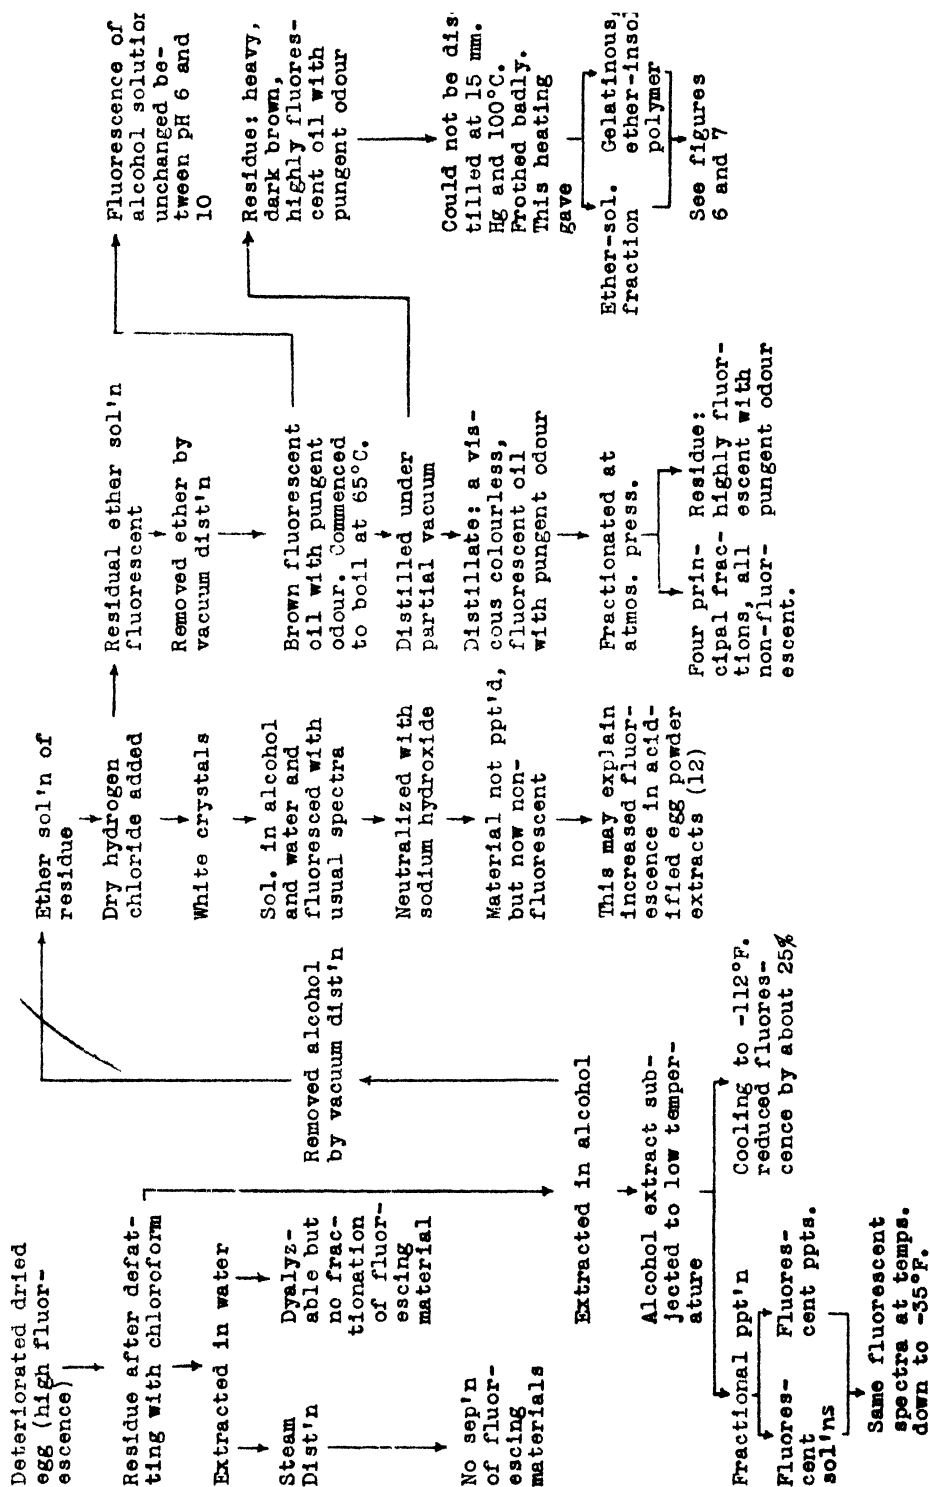 Deteriorated dried
egg (high fluor-
escence)
Residue after defat-
ting with chloroform
Extracted in water
Steam
Dist'n
No sep'n
of fluor-
escing
materials
Dyalyz-
able but
no frac-
tionation
of fluor-
escing
material
Extracted in alcohol
Alcohol extract sub-
jected to low temper-
ature
Fractional ppt'n
Fluores-
cent
sol'ns
Fluores-
cent ppts.
Same fluorescent
spectra at temps.
down to -35°F.
Cooling to -112°F.
reduced fluores-
cence by about 25%
Removed alcohol
by vacuum dist'n
Ether sol'n of
residue
Dry hydrogen
chloride added
White crystals
Sol. in alcohol
and water and
fluoresced with
usual spectra
Neutralized with
sodium hydroxide
Material not ppt'd,
but now non-
fluorescent
This may explain
increased fluor-
escence in acid-
ified egg powder
extracts (12)
Residual ether sol'n
fluorescent
Removed ether by
vacuum dist'n
Brown fluorescent
oil with pungent
odour. Commenced
to boil at 65°C.
Distilled under
partial vacuum
Distillate: a vis-
cous colourless,
fluorescent oil
with pungent odour
Fractionated at
atmos. press.
Four prin-
cipal frac-
tions, all
non-fluor-
escent.
Residue:
highly fluor-
escent with
pungent odour
Fluorescence of
alcohol solution
unchanged be-
tween pH 6 and
10
Residue: heavy,
dark brown,
highly fluores-
cent oil with
pungent odour
Could not be dis
tilled at 15 mm.
Hg and 100°C.
Frothed badly.
This heating
gave
Ether-sol.
fraction
Gelatinous,
ether-insol
polymer
See figures
6 and 7